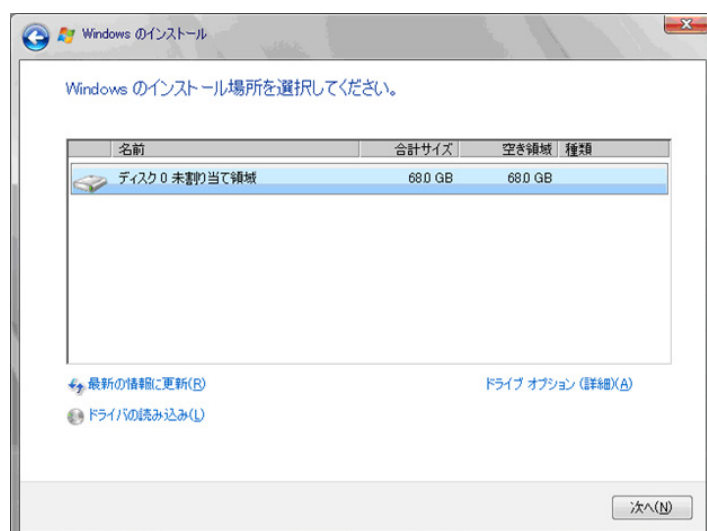 Windows のインストール
Windows のインストール場所を選択してください。
名前 合計サイズ 空き領域 種類
ディスク 0 未割り当て領域 68.0 GB 68.0 GB
最新の情報に更新(R) ドライブ オプション (詳細)(A)
ドライバの読み込み(L)
次へ(N)